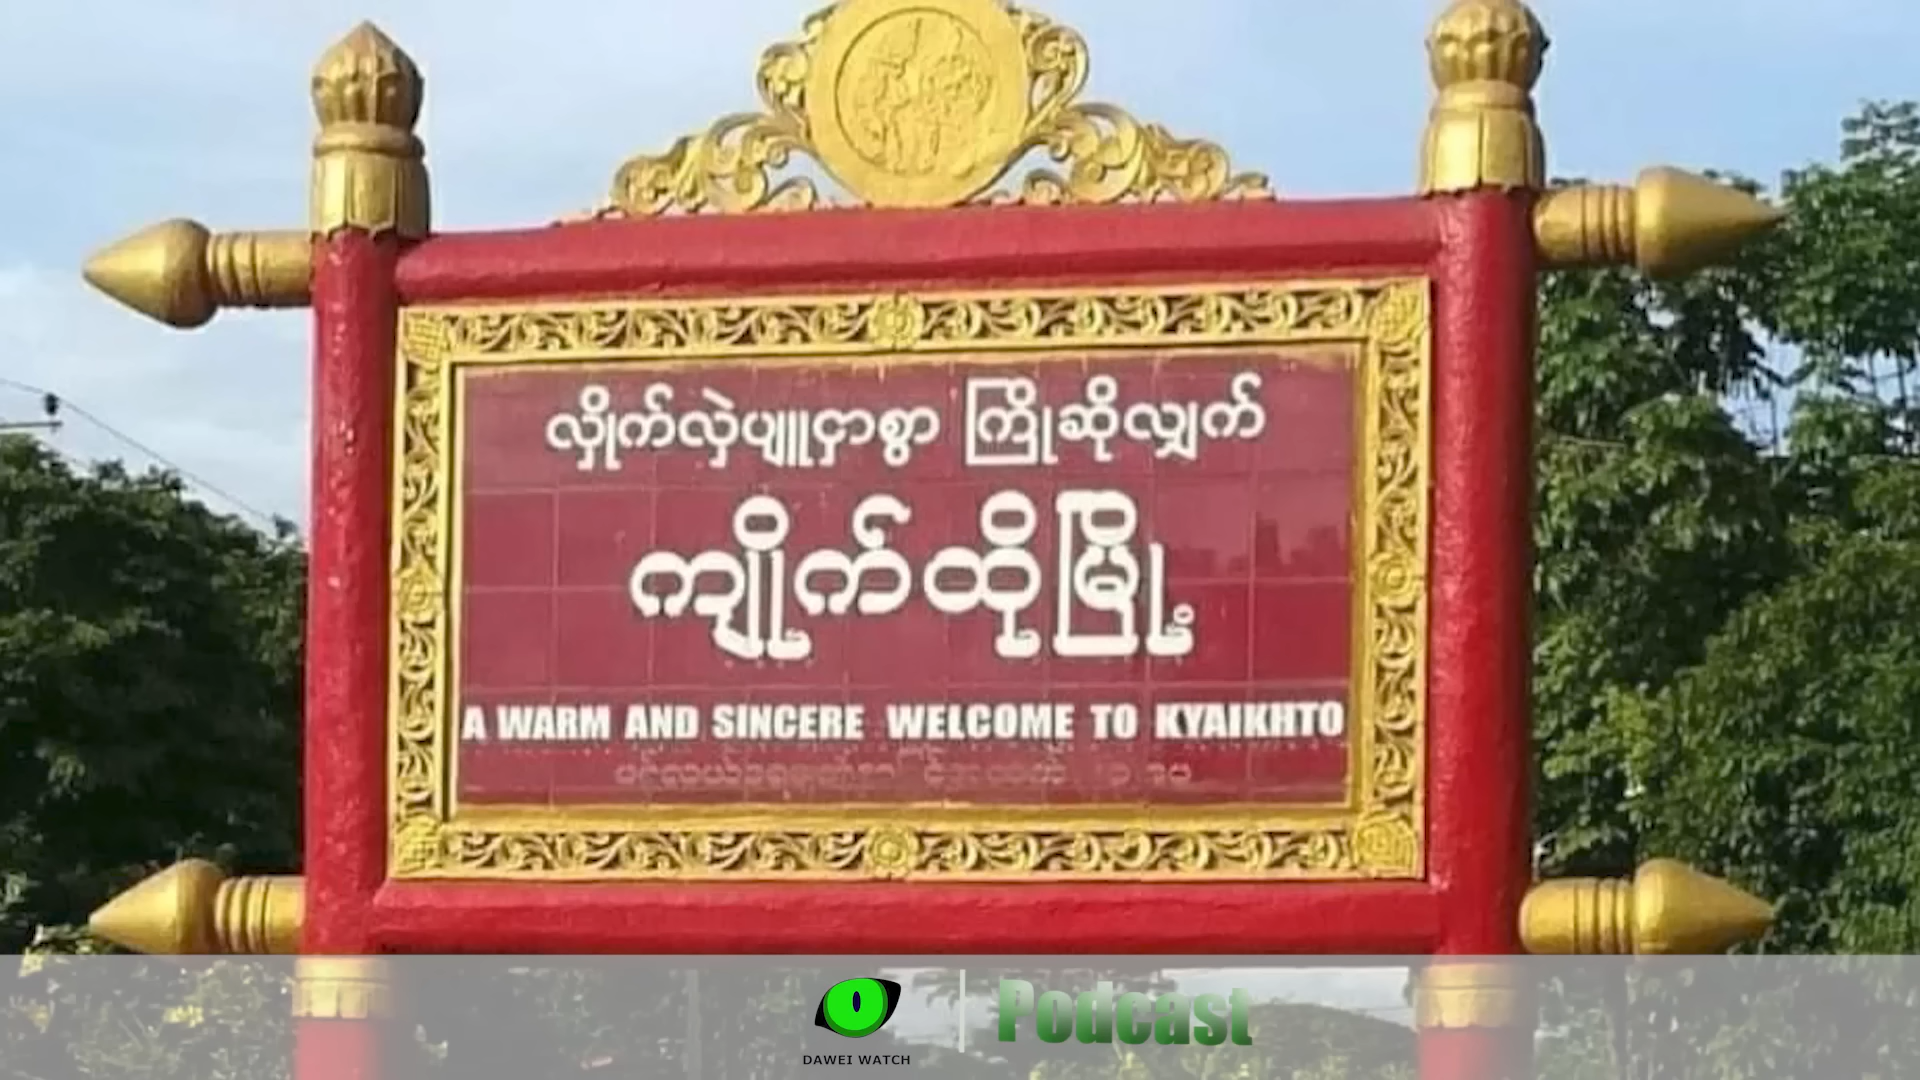 လှိုက်လှဲပျူငှာစွာ ကြိုဆိုလျှက်
ကျိုက်ထိုမြို့
A WARM AND SINCERE WELCOME TO KYAIKHTO
DAWEI WATCH
Podcast